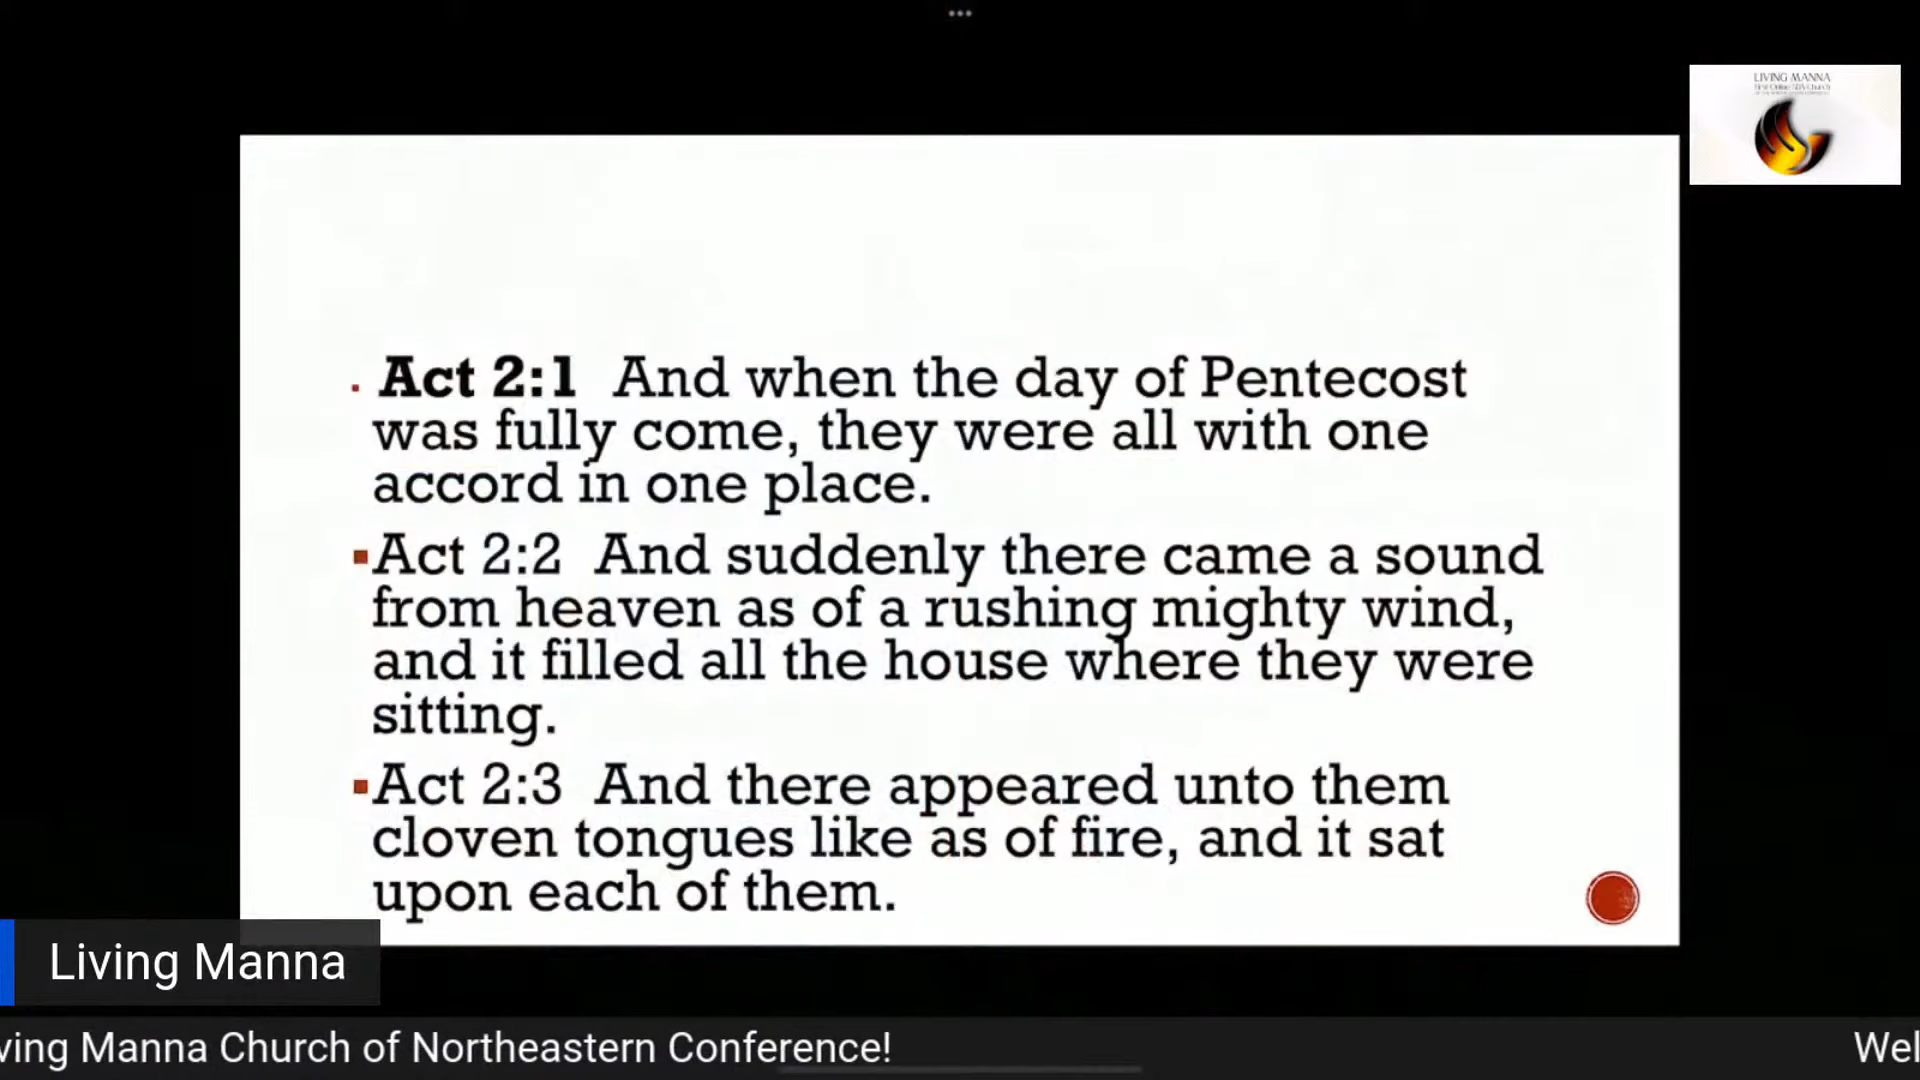 LIVING MANNA
First Online SDA Church
Act 2:1 And when the day of Pentecost
was fully come, they were all with one
accord in one place.
Act 2:2 And suddenly there came a sound
from heaven as of a rushing mighty wind,
and it filled all the house where they were
sitting.
Act 2:3 And there appeared unto them
cloven tongues like as of fire, and it sat
upon each of them.
Living Manna
ving Manna Church of Northeastern Conference! Wel